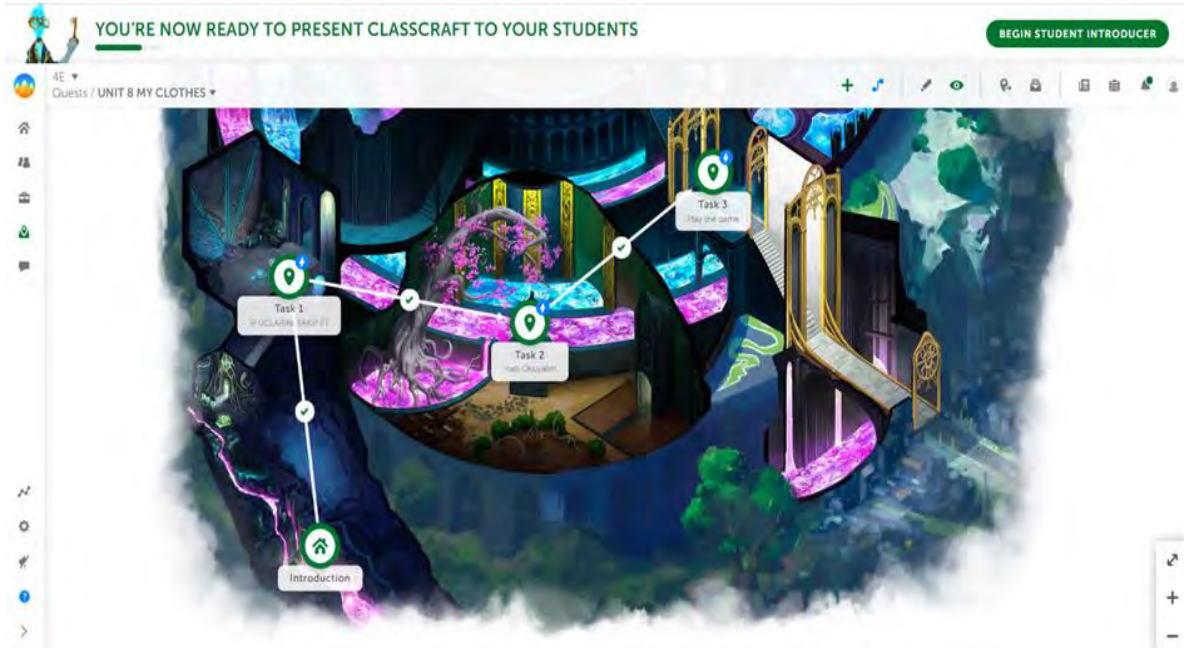 YOU'RE NOW READY TO PRESENT CLASSCRAFT TO YOUR STUDENTS
BEGIN STUDENT INTRODUCER
4E
Quests / UNIT 8 MY CLOTHES
Task 3
Play the game
Task 1
Task 2
Okuyalım
Introduction